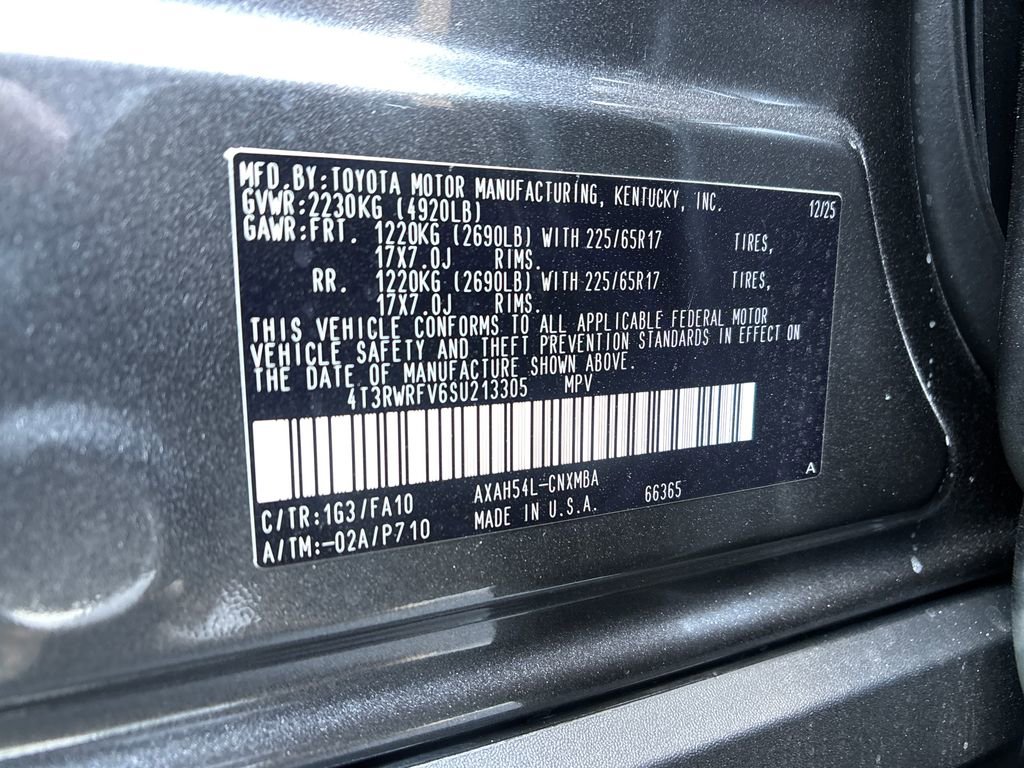 MFD.BY:TOYOTA MOTOR MANUFACTURING, KENTUCKY, INC. 12/25
GVWR:2230KG (4920LB)
GAWR:FRT. 1220KG (2690LB) WITH 225/65R17 TIRES,
17X7.0J RIMS.
RR. 1220KG (2690LB) WITH 225/65R17 TIRES,
17X7.0J RIMS.
THIS VEHICLE CONFORMS TO ALL APPLICABLE FEDERAL MOTOR
VEHICLE SAFETY AND THEFT PREVENTION STANDARDS IN EFFECT ON
THE DATE OF MANUFACTURE SHOWN ABOVE.
4T3RWRFV6SU213305 MPV
A
C/TR:1G3/FA10 AXAH54L-CNXMBA 66365
A/TM:-02A/P710 MADE IN U.S.A.